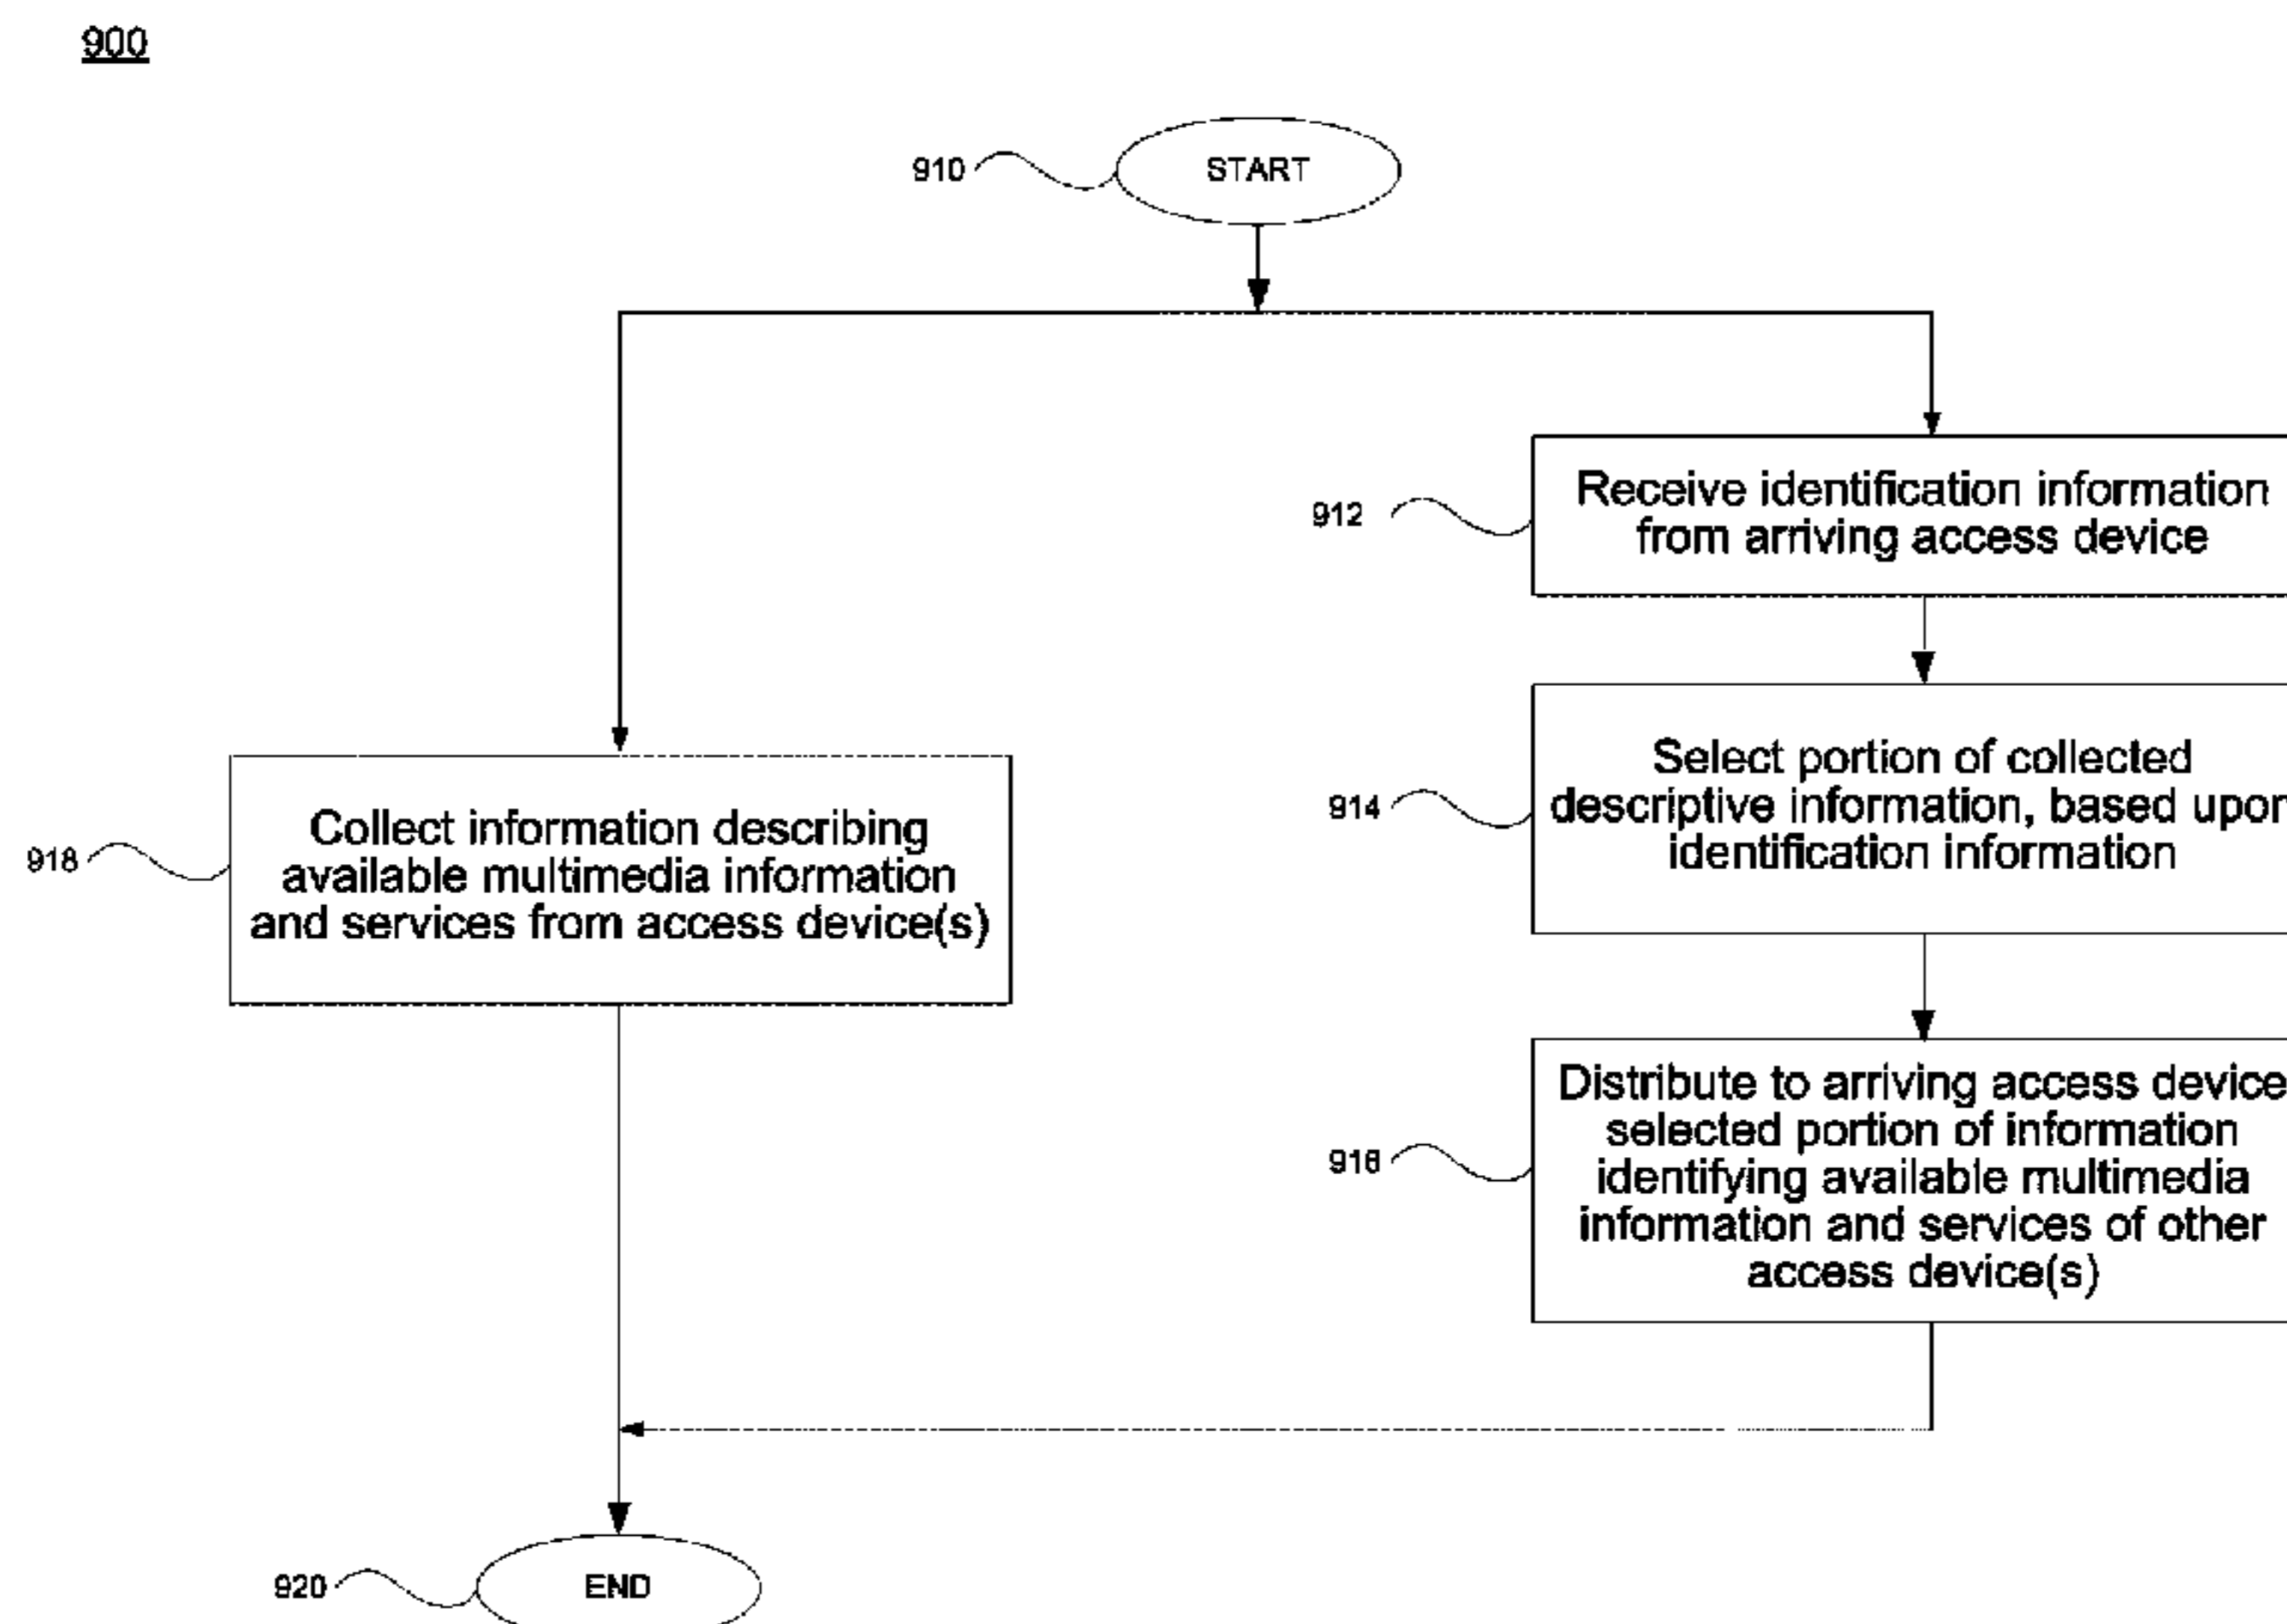 900
910
START
912
Receive identification information
from arriving access device
914
Select portion of collected
descriptive information, based upon
identification information
918
Collect information describing
available multimedia information
and services from access device(s)
916
Distribute to arriving access device
selected portion of information
identifying available multimedia
information and services of other
access device(s)
920
END